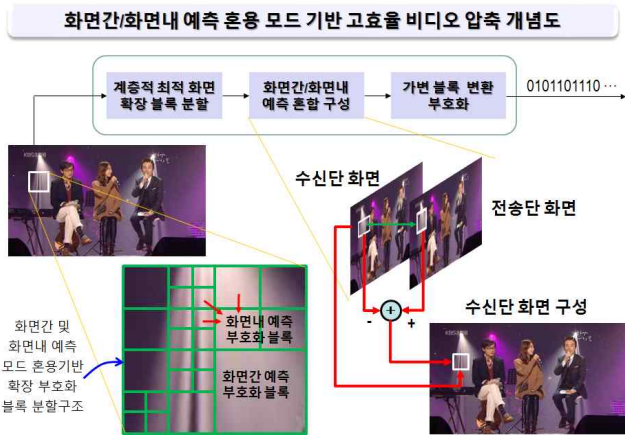 화면간/화면내 예측 혼용 모드 기반 고효율 비디오 압축 개념도
계층적 최적 화면
확장 블록 분할
화면간/화면내
예측 혼합 구성
가변 블록 변환
부호화
0101101110 ···
수신단 화면
전송단 화면
화면내 예측
부호화 블록
화면간 예측
부호화 블록
화면간 및
화면내 예측
모드 혼용기반
확장 부호화
블록 분할구조
- + +
수신단 화면 구성